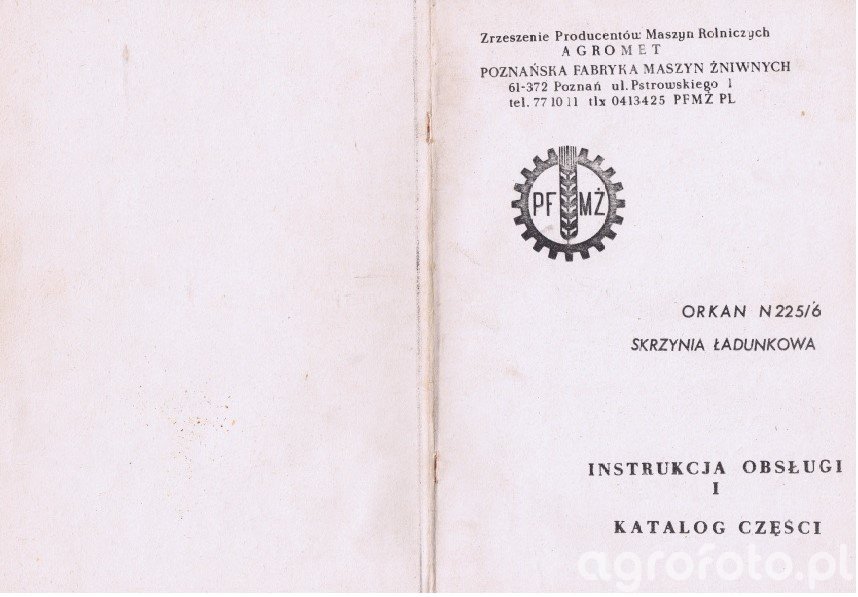 Zrzeszenie Producentów Maszyn Rolniczych
AGROMET
POZNAŃSKA FABRYKA MASZYN ŻNIWNYCH
61-372 Poznań ul. Pstrowskiego 1
tel. 77 10 11 tlx 0413425 PFMŻ PL
PF MŻ
ORKAN N 225/6
SKRZYNIA ŁADUNKOWA
INSTRUKCJA OBSŁUGI
I
KATALOG CZĘŚCI
agrofoto.pl